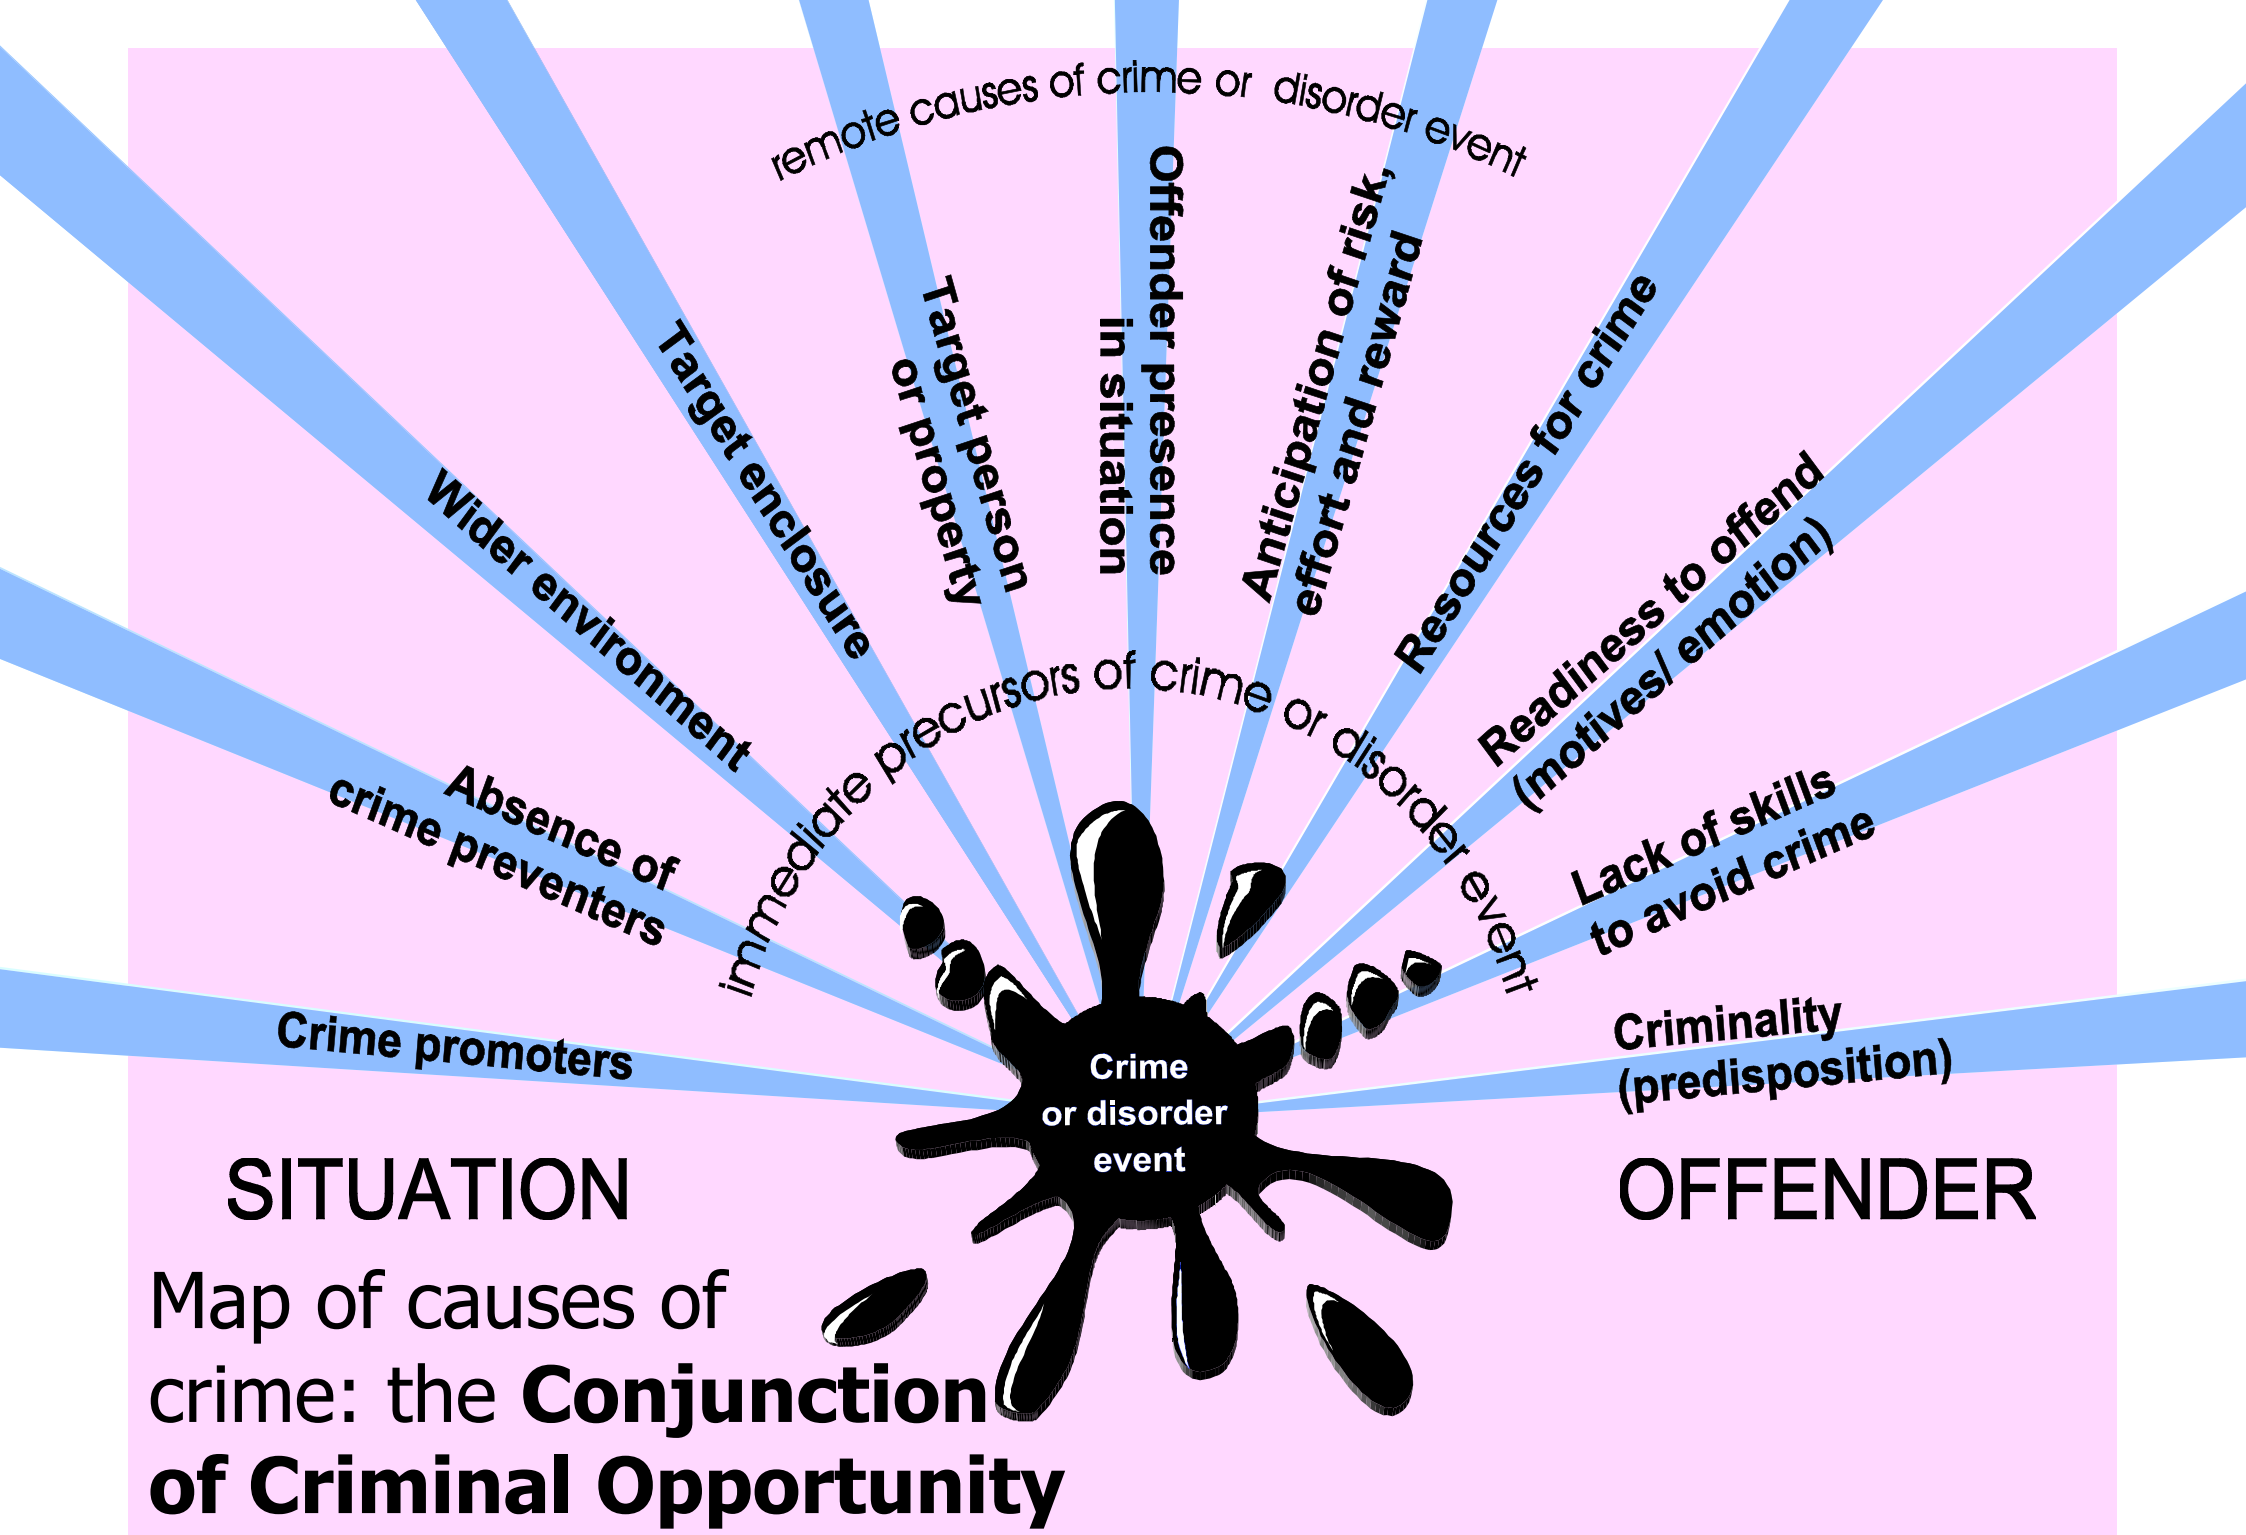 remote causes of crime or disorder event
Crime promoters
Absence of
crime preventers
Wider environment
Target enclosure
Target person
or property
Offender presence
in situation
Anticipation of risk,
effort and reward
Resources for crime
Readiness to offend
(motives/ emotion)
Lack of skills
to avoid crime
Criminality
(predisposition)
immediate precursors of crime or disorder event
Crime
or disorder
event
SITUATION
OFFENDER
Map of causes of
crime: the Conjunction
of Criminal Opportunity